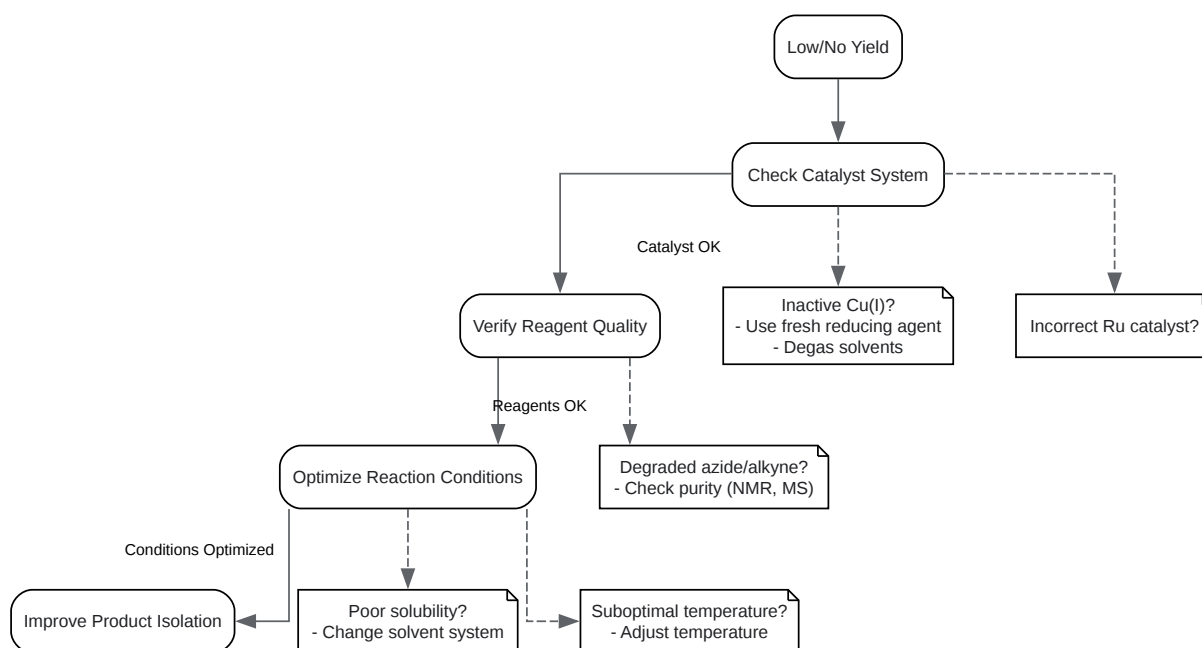 Low/No Yield
Check Catalyst System
Catalyst OK
Inactive Cu(I)?
- Use fresh reducing agent
- Degas solvents
Incorrect Ru catalyst?
Verify Reagent Quality
Reagents OK
Degraded azide/alkyne?
- Check purity (NMR, MS)
Optimize Reaction Conditions
Conditions Optimized
Improve Product Isolation
Poor solubility?
- Change solvent system
Suboptimal temperature?
- Adjust temperature